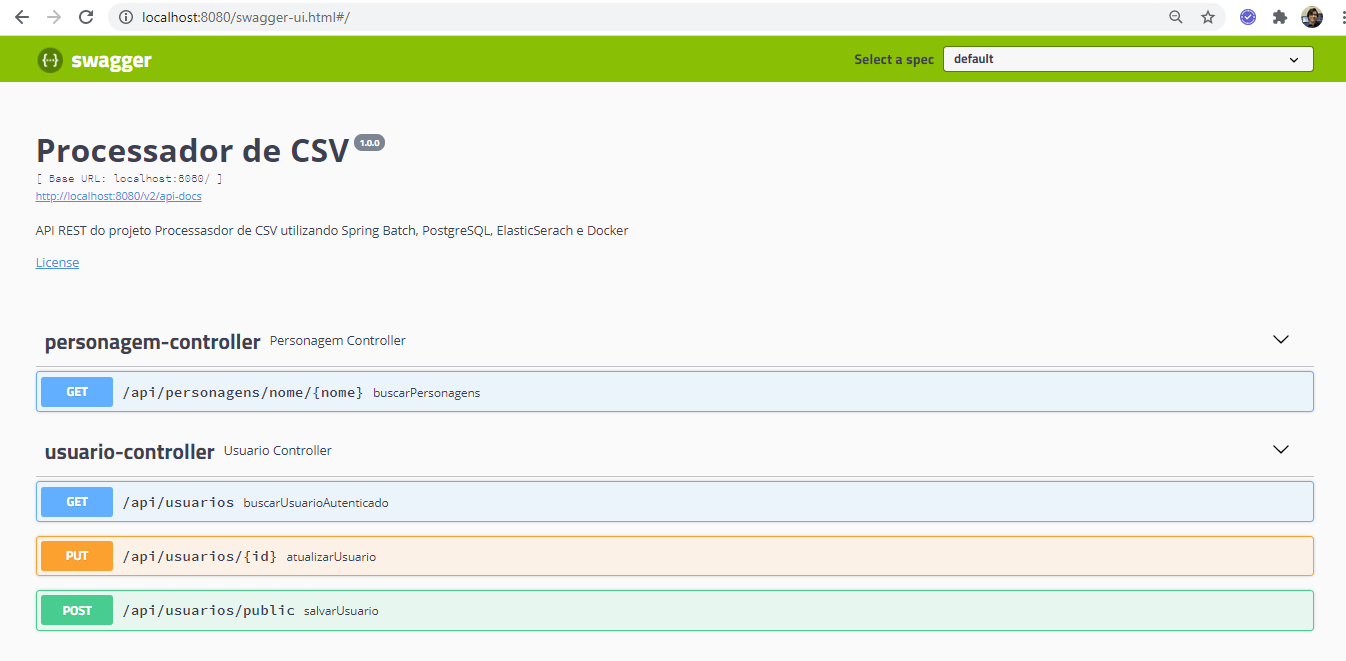 localhost:8080/swagger-ui.html#/
swagger
Select a spec default
Processador de CSV 1.0.0
[ Base URL: localhost:8080/ ]
http://localhost:8080/v2/api-docs
API REST do projeto Processasdor de CSV utilizando Spring Batch, PostgreSQL, ElasticSerach e Docker
License
personagem-controller Personagem Controller
GET /api/personagens/nome/{nome} buscarPersonagens
usuario-controller Usuario Controller
GET /api/usuarios buscarUsuarioAutenticado
PUT /api/usuarios/{id} atualizarUsuario
POST /api/usuarios/public salvarUsuario